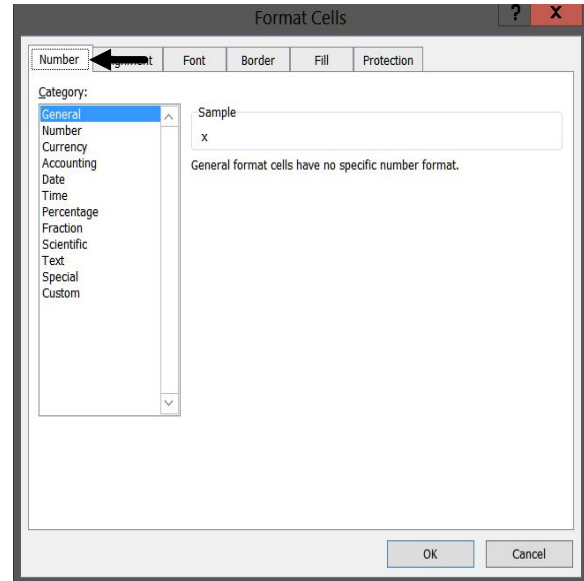 Format Cells
? X
Number Font Border Fill Protection
Category:
General
Number
Currency
Accounting
Date
Time
Percentage
Fraction
Scientific
Text
Special
Custom
Sample
x
General format cells have no specific number format.
OK Cancel